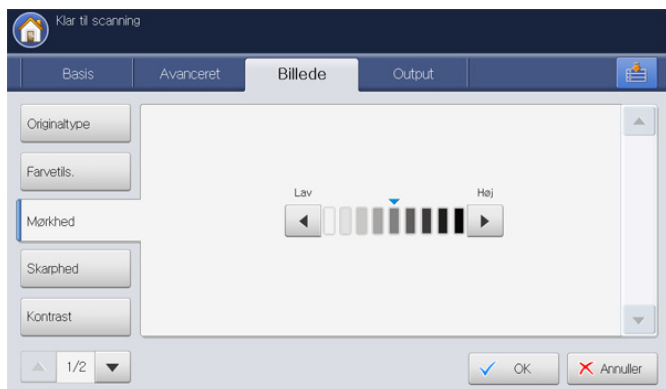 Klar til scanning
Basis
Avanceret
Billede
Output
Originaltype
Farvetils.
Mørkhed
Skarphed
Kontrast
Lav
Høj
1/2
OK
Annuller